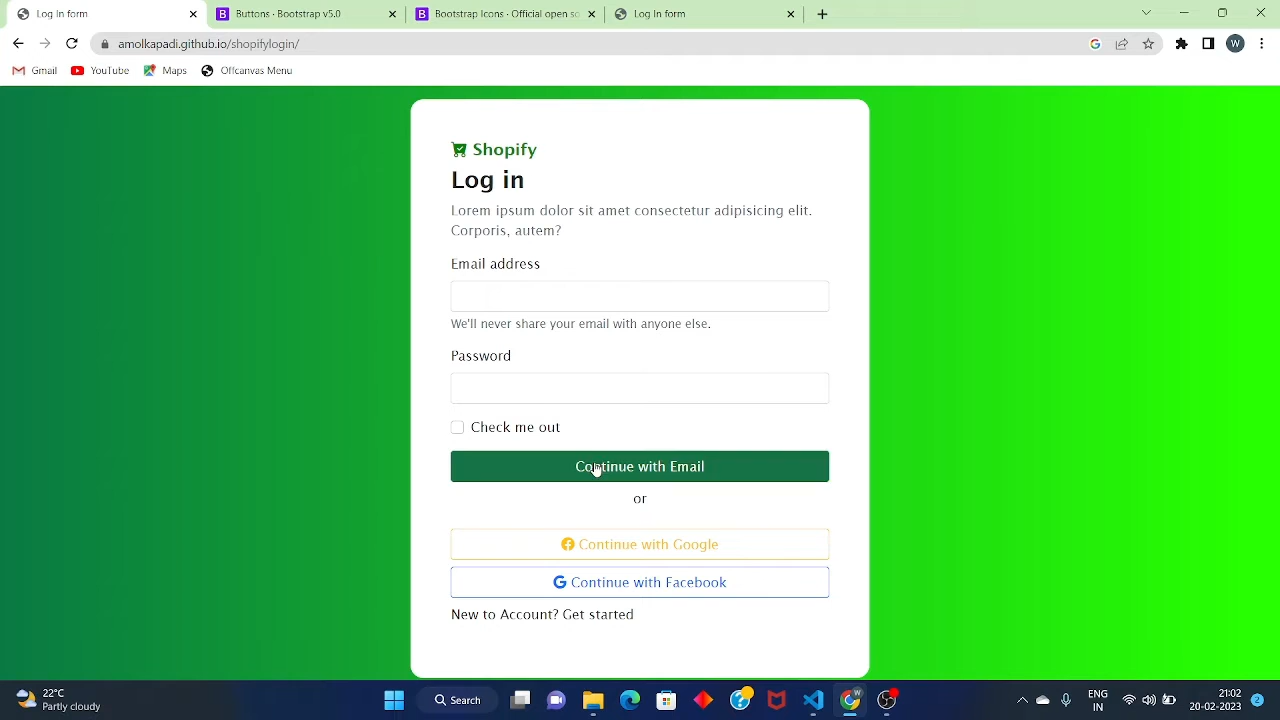 Log In form
Buttons · Bootstrap v5.0
Bootstrap Icons · Official open so
Log In form
amolkapadi.github.io/shopifylogin/
W
Gmail
YouTube
Maps
Offcanvas Menu
Shopify
Log in
Lorem ipsum dolor sit amet consectetur adipisicing elit.
Corporis, autem?
Email address
We'll never share your email with anyone else.
Password
Check me out
Continue with Email
or
Continue with Google
Continue with Facebook
New to Account? Get started
22°C
Partly cloudy
Search
ENG
IN
21:02
20-02-2023
2